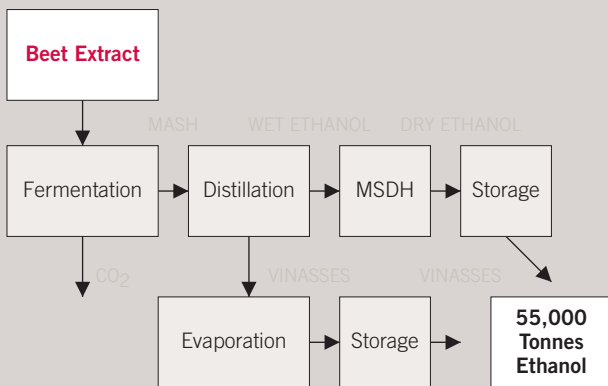 Beet Extract
MASH
WET ETHANOL
DRY ETHANOL
Fermentation
Distillation
MSDH
Storage
CO2
VINASSES
VINASSES
Evaporation
Storage
55,000
Tonnes
Ethanol